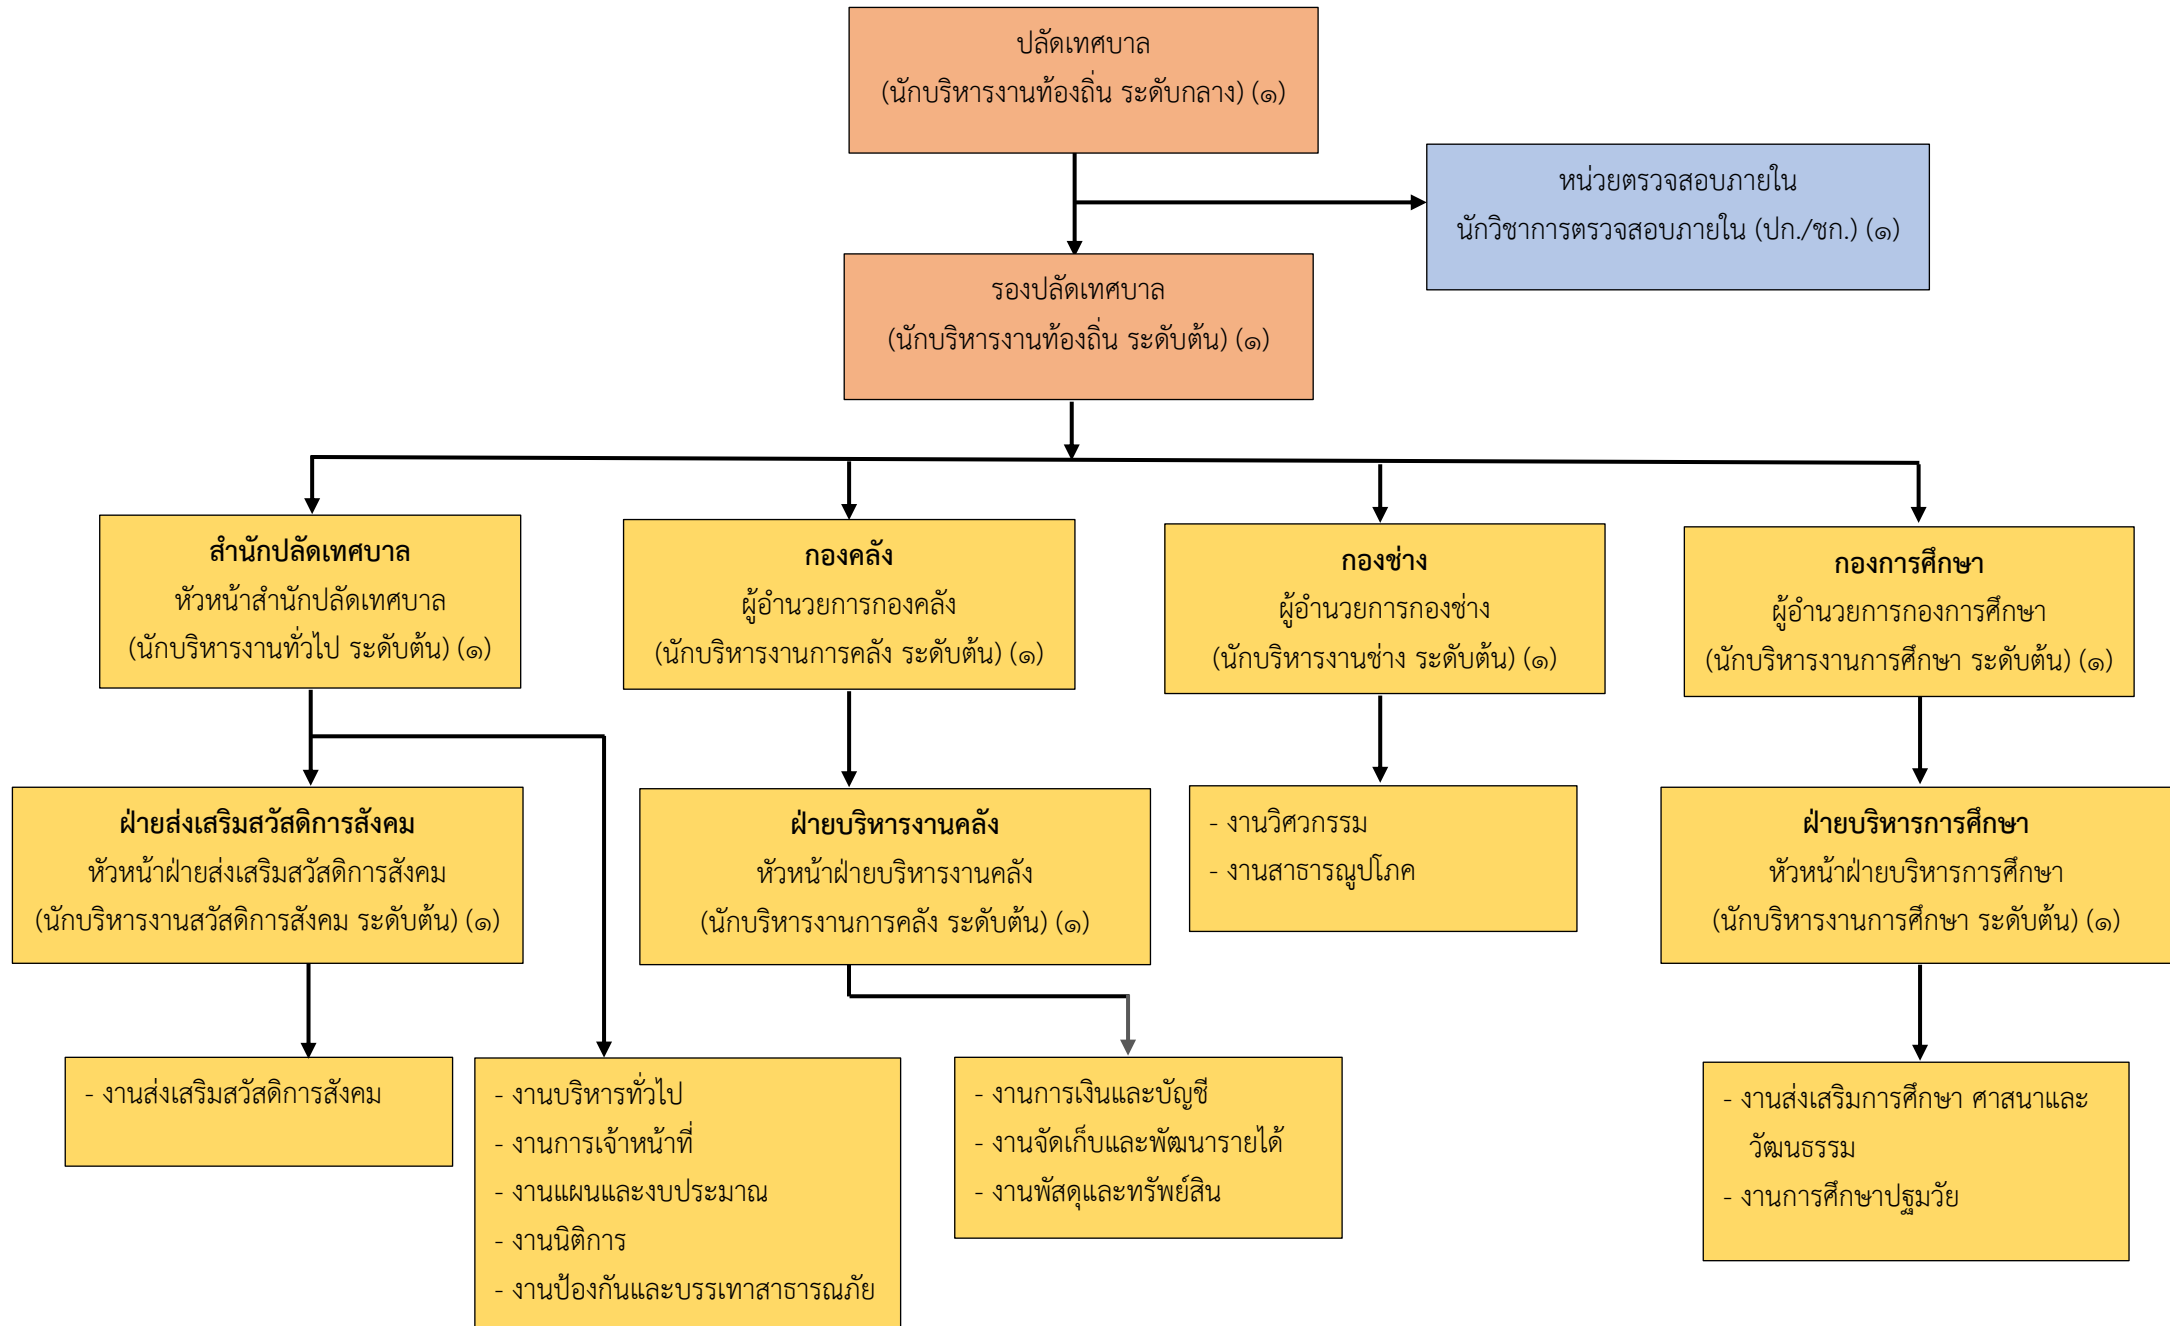 ปลัดเทศบาล
(นักบริหารงานท้องถิ่น ระดับกลาง) (๑)
หน่วยตรวจสอบภายใน
นักวิชาการตรวจสอบภายใน (ปก./ชก.) (๑)
รองปลัดเทศบาล
(นักบริหารงานท้องถิ่น ระดับต้น) (๑)
สำนักปลัดเทศบาล
หัวหน้าสำนักปลัดเทศบาล
(นักบริหารงานทั่วไป ระดับต้น) (๑)
กองคลัง
ผู้อำนวยการกองคลัง
(นักบริหารงานการคลัง ระดับต้น) (๑)
กองช่าง
ผู้อำนวยการกองช่าง
(นักบริหารงานช่าง ระดับต้น) (๑)
กองการศึกษา
ผู้อำนวยการกองการศึกษา
(นักบริหารงานการศึกษา ระดับต้น) (๑)
ฝ่ายส่งเสริมสวัสดิการสังคม
หัวหน้าฝ่ายส่งเสริมสวัสดิการสังคม
(นักบริหารงานสวัสดิการสังคม ระดับต้น) (๑)
ฝ่ายบริหารงานคลัง
หัวหน้าฝ่ายบริหารงานคลัง
(นักบริหารงานการคลัง ระดับต้น) (๑)
- งานวิศวกรรม
- งานสาธารณูปโภค
ฝ่ายบริหารการศึกษา
หัวหน้าฝ่ายบริหารการศึกษา
(นักบริหารงานการศึกษา ระดับต้น) (๑)
- งานส่งเสริมสวัสดิการสังคม
- งานบริหารทั่วไป
- งานการเจ้าหน้าที่
- งานแผนและงบประมาณ
- งานนิติการ
- งานป้องกันและบรรเทาสาธารณภัย
- งานการเงินและบัญชี
- งานจัดเก็บและพัฒนารายได้
- งานพัสดุและทรัพย์สิน
- งานส่งเสริมการศึกษา ศาสนาและ
วัฒนธรรม
- งานการศึกษาปฐมวัย